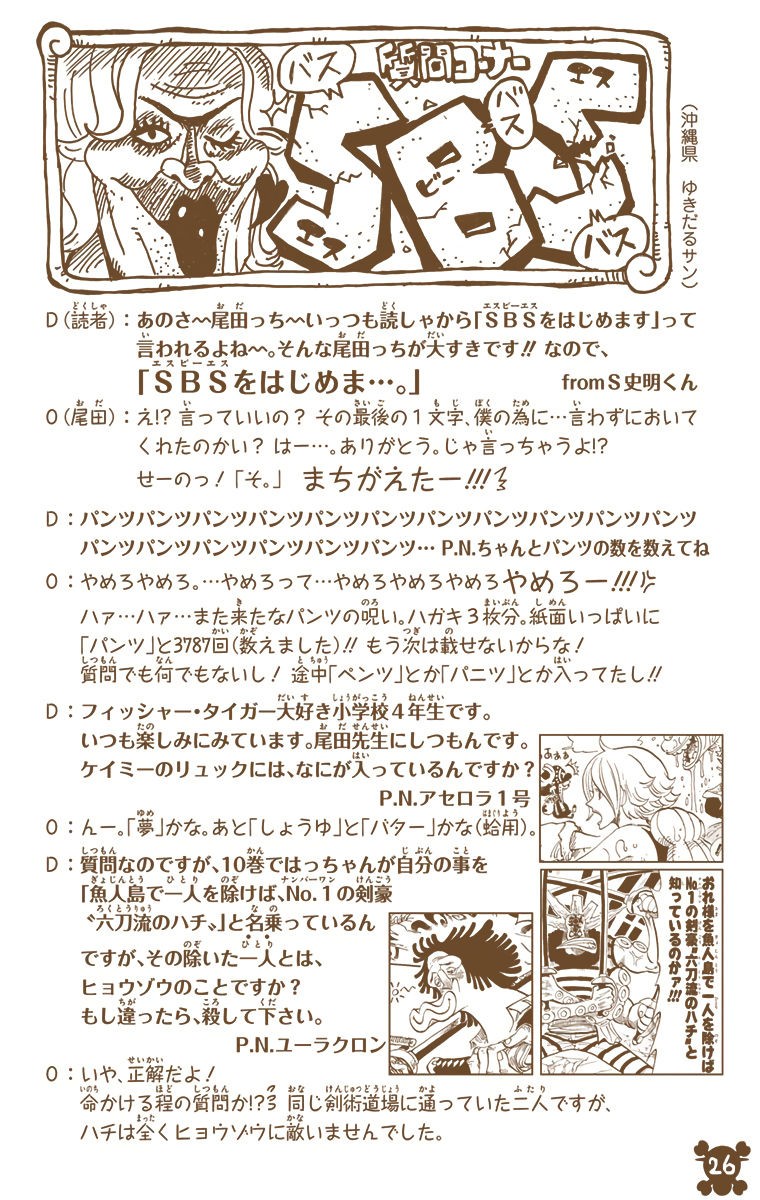 質問コーナー
バス
バス
バス
SBS
エス
ビー
エス
(沖縄県 ゆきだるサン)
D(読者):あのさ〜尾田っち〜いっつも読しゃから「SBSをはじめます」って
言われるよね〜。そんな尾田っちが大すきです!! なので、
「SBSをはじめま…。」 fromS史明くん
O(尾田):え!? 言っていいの? その最後の1文字、僕の為に…言わずにおいて
くれたのかい? はー…。ありがとう。じゃ言っちゃうよ!?
せーのっ!「そ。」 まちがえたー!!!
D:パンツパンツパンツパンツパンツパンツパンツパンツパンツパンツパンツ
パンツパンツパンツパンツパンツパンツ… P.N.ちゃんとパンツの数を数えてね
O:やめろやめろ。…やめろって…やめろやめろやめろやめろー!!!
ハァ…ハァ…また来たなパンツの呪い。ハガキ3枚分。紙面いっぱいに
「パンツ」と3787回(数えました)!! もう次は載せないからな!
質問でも何でもないし! 途中「ペンツ」とか「パニツ」とか入ってたし!!
D:フィッシャー・タイガー大好き小学校4年生です。
いつも楽しみにみています。尾田先生にしつもんです。
ケイミーのリュックには、なにが入っているんですか?
P.N.アセロラ1号
O:んー。「夢」かな。あと「しょうゆ」と「バター」かな(蛤用)。
D:質問なのですが、10巻ではっちゃんが自分の事を
「魚人島で一人を除けば、No.1の剣豪
〝六刀流のハチ〟」と名乗っているん
ですが、その除いた一人とは、
ヒョウゾウのことですか?
もし違ったら、殺して下さい。
P.N.ユーラクロン
O:いや、正解だよ!
命かける程の質問か!? 同じ剣術道場に通っていた二人ですが、
ハチは全くヒョウゾウに敵いませんでした。
あぁぁ
おれ様を魚人島で一人を除けば
No.1の剣豪〝六刀流のハチ〟と
知っているのかァ!!!
26